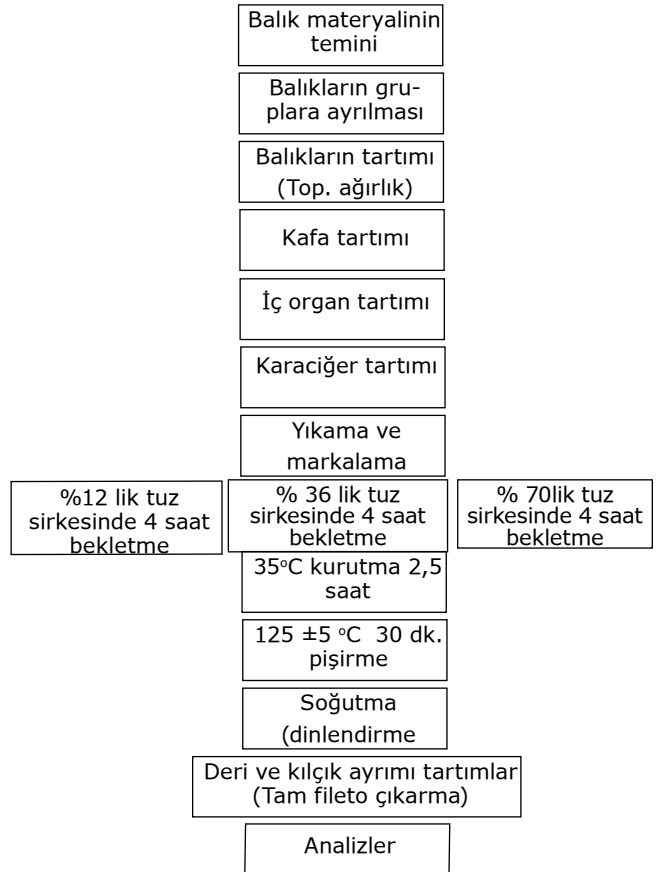 Balık materyalinin
temini
Balıkların gru-
plara ayrılması
Balıkların tartımı
(Top. ağırlık)
Kafa tartımı
İç organ tartımı
Karaciğer tartımı
Yıkama ve
markalama
%12 lik tuz
sirkesinde 4 saat
bekletme
% 36 lik tuz
sirkesinde 4 saat
bekletme
% 70lik tuz
sirkesinde 4 saat
bekletme
35°C kurutma 2,5
saat
125 ±5 °C 30 dk.
pişirme
Soğutma
(dinlendirme
Deri ve kılçık ayrımı tartımlar
(Tam fileto çıkarma)
Analizler